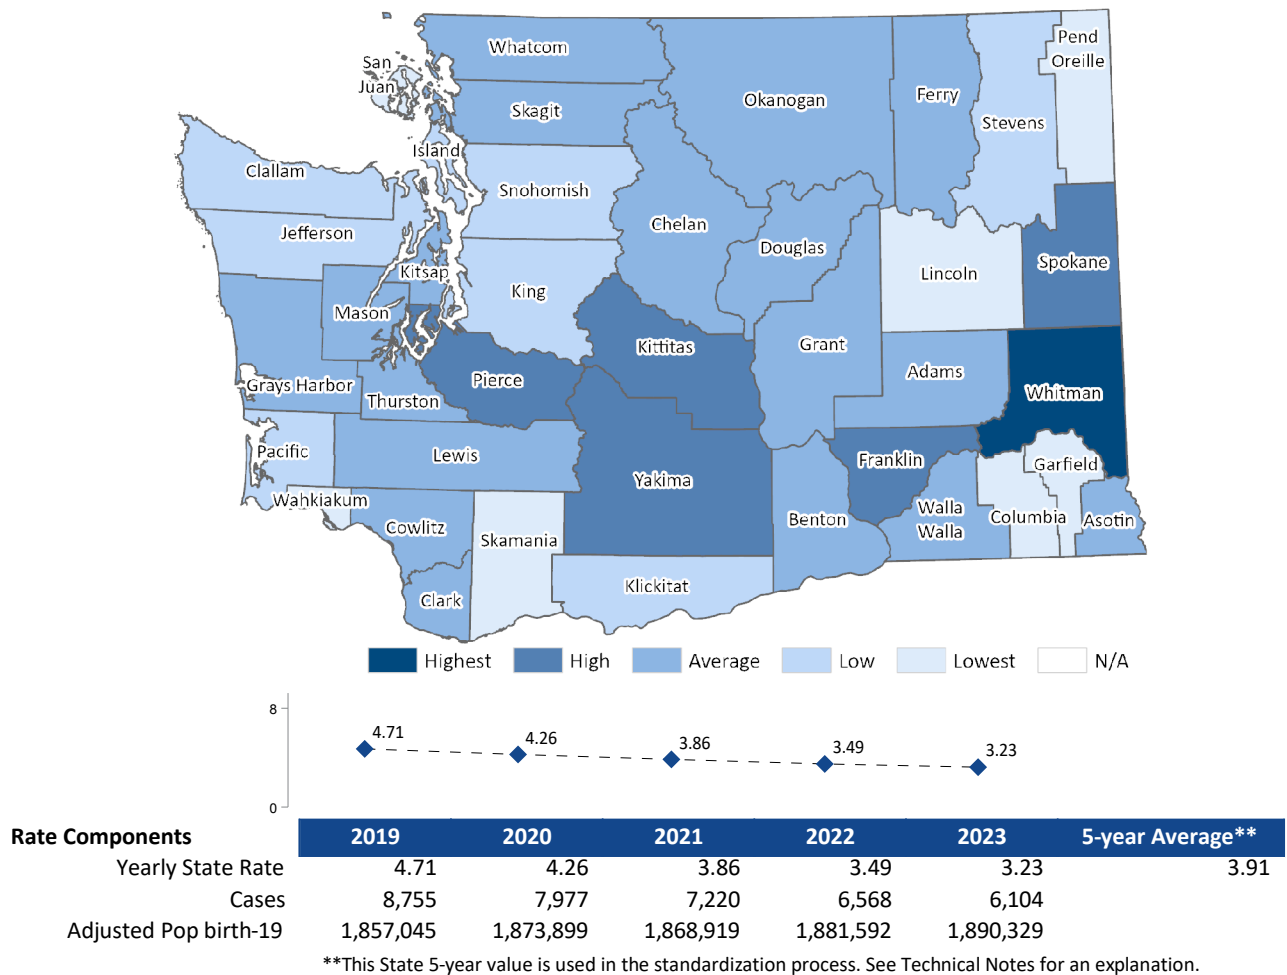 Whatcom
San
Juan
Skagit
Okanogan
Ferry
Pend
Oreille
Stevens
Island
Clallam
Snohomish
Jefferson
Chelan
Douglas
Lincoln
Spokane
Kitsap
King
Mason
Kittitas
Grant
Adams
Whitman
Grays Harbor
Thurston
Pierce
Pacific
Lewis
Yakima
Franklin
Garfield
Wahkiakum
Cowlitz
Skamania
Benton
Walla
Walla
Columbia
Asotin
Clark
Klickitat
Highest High Average Low Lowest N/A
8
4.71 4.26 3.86 3.49 3.23
0
Rate Components 2019 2020 2021 2022 2023 5-year Average**
Yearly State Rate 4.71 4.26 3.86 3.49 3.23 3.91
Cases 8,755 7,977 7,220 6,568 6,104
Adjusted Pop birth-19 1,857,045 1,873,899 1,868,919 1,881,592 1,890,329
**This State 5-year value is used in the standardization process. See Technical Notes for an explanation.